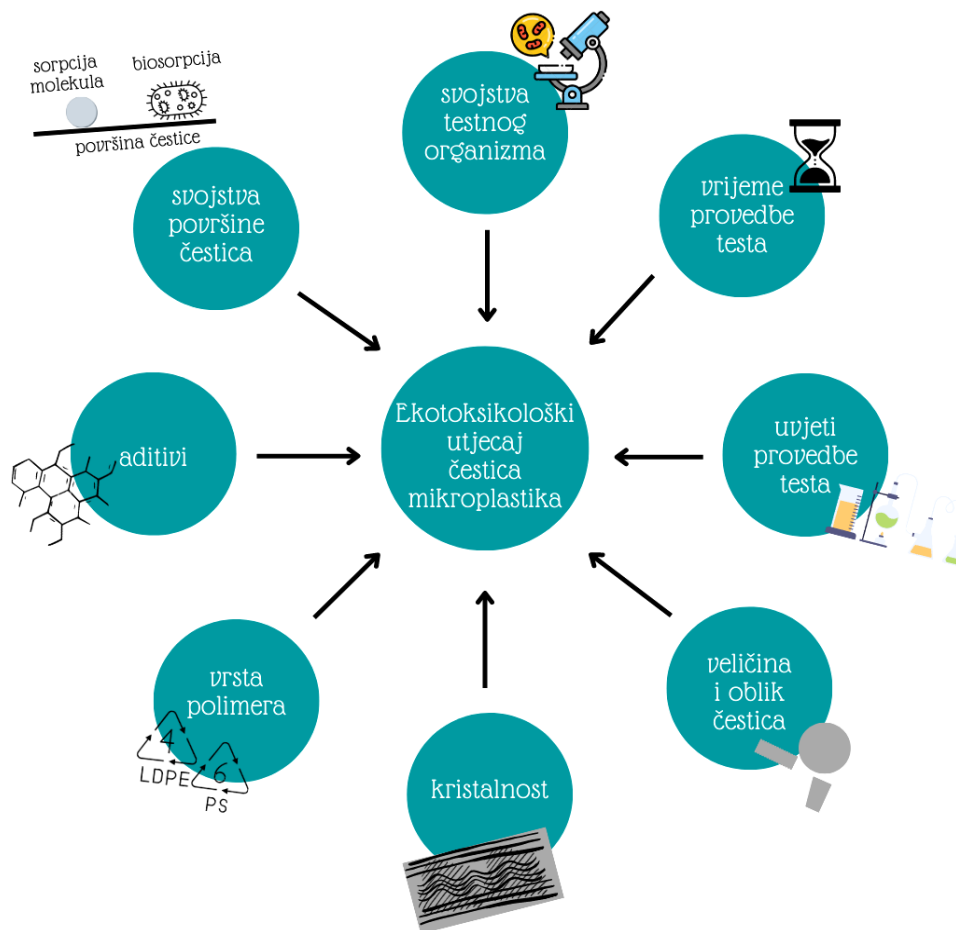 sorpcija
molekula
biosorpcija
površina čestice
svojstva
testnog
organizma
svojstva
površine
čestica
vrijeme
provedbe
testa
Ekotoksikološki
utjecaj
čestica
mikroplastika
aditivi
uvjeti
provedbe
testa
vrsta
polimera
4
LDPE
6
PS
veličina
i oblik
čestica
kristalnost